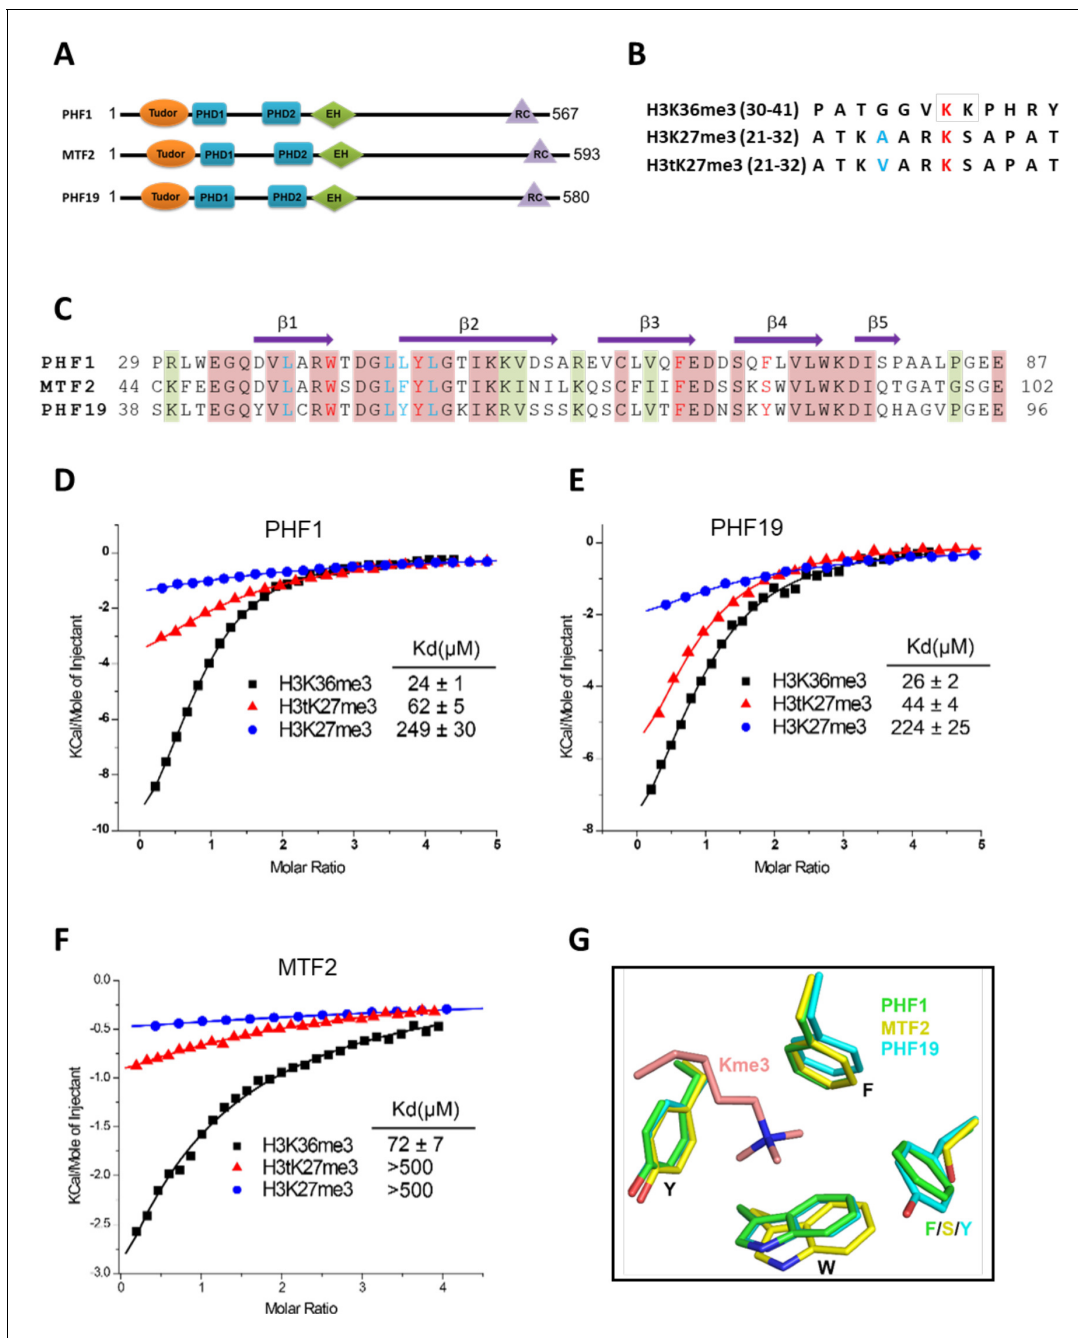 A
PHF1 1 Tudor PHD1 PHD2 EH RC 567
MTF2 1 Tudor PHD1 PHD2 EH RC 593
PHF19 1 Tudor PHD1 PHD2 EH RC 580
B
H3K36me3 (30-41) P A T G G V K K P H R Y
H3K27me3 (21-32) A T K A A R K S A P A T
H3tK27me3 (21-32) A T K V A R K S A P A T
C
β1 β2 β3 β4 β5
PHF1 29 PRLWEGQDVLARWTDGLLYLGTIKKVDSAREVCLVQFEDDSQFLVLWKDISPAALPGEE 87
MTF2 44 CKFEEGQDVLARWSDGLFYLGTIKKINILKQSCFIIFEDSSKSWVLWKDIQTGATGSGE 102
PHF19 38 SKLTEGQYVLCRWTDGLYYLGKIKRVSSSKQSCLVTFEDNSKYWVLWKDIQHAGVPGEE 96
D
PHF1
0
-2
-4
-6
-8
-10
KCal/Mole of Injectant
Kd(μM)
H3K36me3 24 ± 1
H3tK27me3 62 ± 5
H3K27me3 249 ± 30
0 1 2 3 4 5
Molar Ratio
E
PHF19
0
-2
-4
-6
-8
KCal/Mole of Injectant
Kd(μM)
H3K36me3 26 ± 2
H3tK27me3 44 ± 4
H3K27me3 224 ± 25
0 1 2 3 4 5
Molar Ratio
F
MTF2
0.0
-0.5
-1.0
-1.5
-2.0
-2.5
-3.0
KCal/Mole of Injectant
Kd(μM)
H3K36me3 72 ± 7
H3tK27me3 >500
H3K27me3 >500
0 1 2 3 4
Molar Ratio
G
PHF1
MTF2
PHF19
Kme3
F
Y
F/S/Y
W